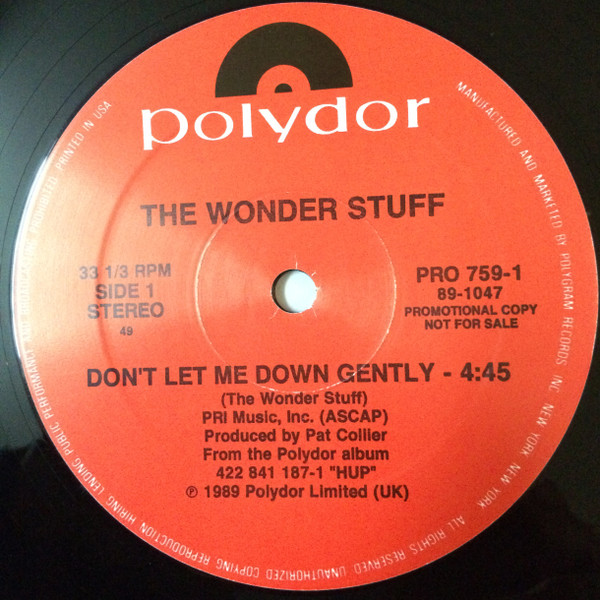 polydor
THE WONDER STUFF
33 1/3 RPM
SIDE 1
STEREO
49
PRO 759-1
89-1047
PROMOTIONAL COPY
NOT FOR SALE
DON'T LET ME DOWN GENTLY - 4:45
(The Wonder Stuff)
PRI Music, Inc. (ASCAP)
Produced by Pat Collier
From the Polydor album
422 841 187-1 "HUP"
℗ 1989 Polydor Limited (UK)
MANUFACTURED AND MARKETED BY POLYGRAM RECORDS INC. NEW YORK, NEW YORK. ALL RIGHTS RESERVED. UNAUTHORIZED COPYING REPRODUCTION HIRING LENDING PUBLIC PERFORMANCE PROHIBITED. PRINTED IN USA